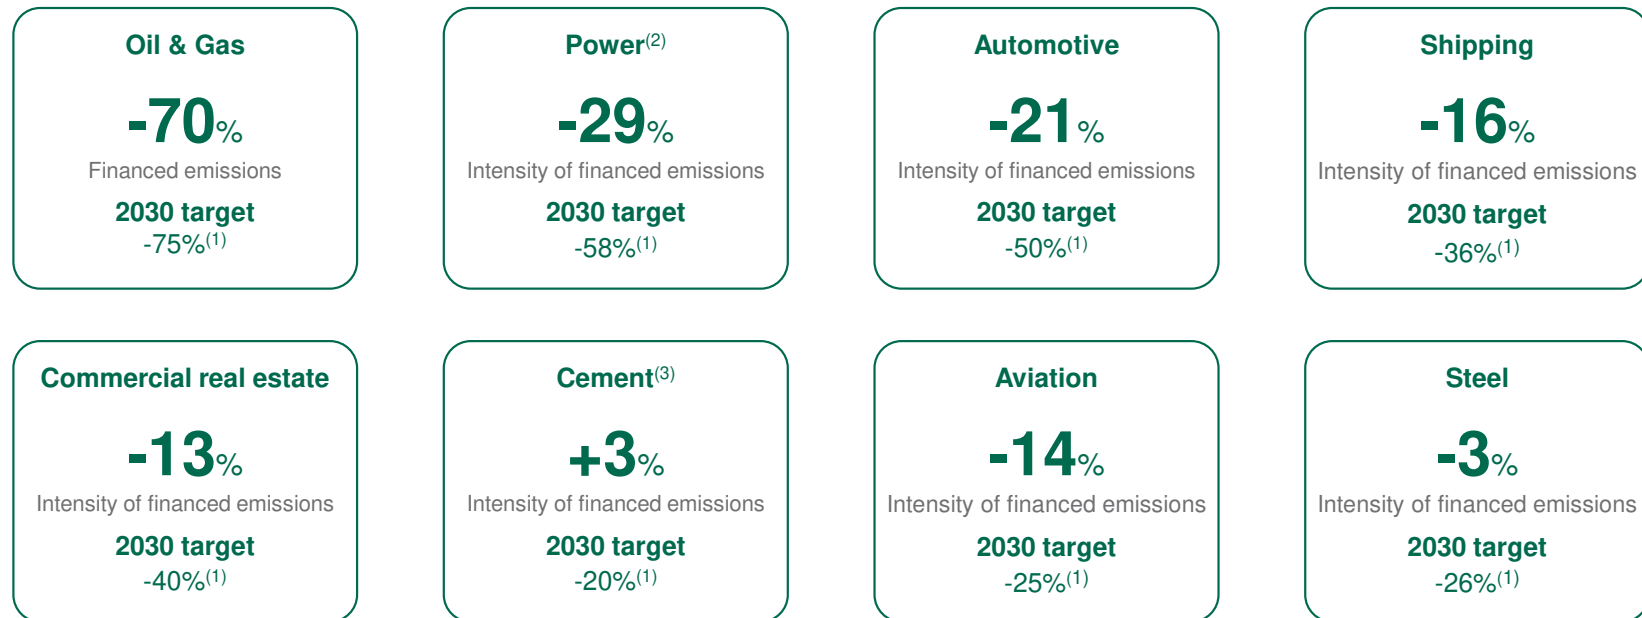 Oil & Gas
-70%
Financed emissions
2030 target
-75%(1)
Power(2)
-29%
Intensity of financed emissions
2030 target
-58%(1)
Automotive
-21%
Intensity of financed emissions
2030 target
-50%(1)
Shipping
-16%
Intensity of financed emissions
2030 target
-36%(1)
Commercial real estate
-13%
Intensity of financed emissions
2030 target
-40%(1)
Cement(3)
+3%
Intensity of financed emissions
2030 target
-20%(1)
Aviation
-14%
Intensity of financed emissions
2030 target
-25%(1)
Steel
-3%
Intensity of financed emissions
2030 target
-26%(1)